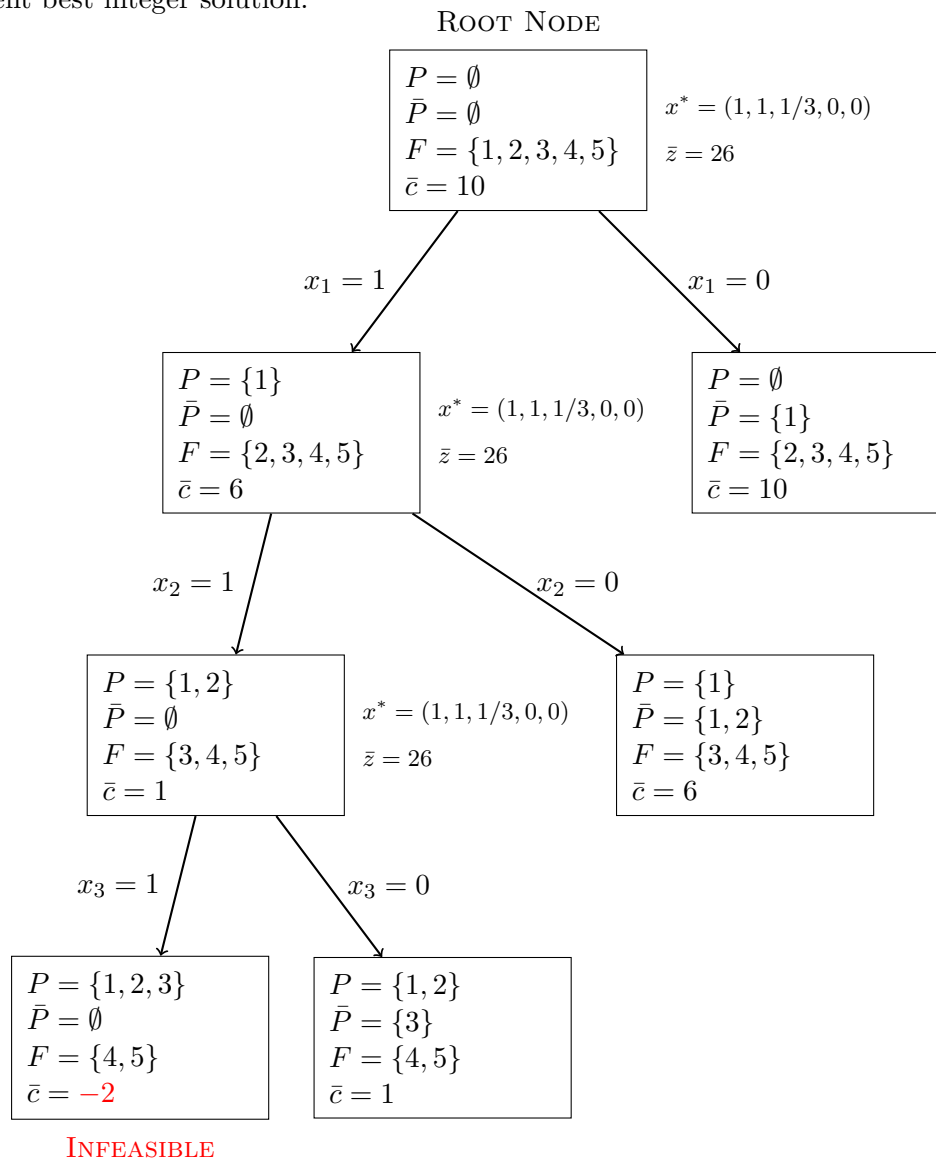 ent best integer solution.
ROOT NODE
P = ∅
P̄ = ∅
F = {1, 2, 3, 4, 5}
c̄ = 10
x* = (1, 1, 1/3, 0, 0)
z̄ = 26
x₁ = 1
x₁ = 0
P = {1}
P̄ = ∅
F = {2, 3, 4, 5}
c̄ = 6
x* = (1, 1, 1/3, 0, 0)
z̄ = 26
P = ∅
P̄ = {1}
F = {2, 3, 4, 5}
c̄ = 10
x₂ = 1
x₂ = 0
P = {1, 2}
P̄ = ∅
F = {3, 4, 5}
c̄ = 1
x* = (1, 1, 1/3, 0, 0)
z̄ = 26
P = {1}
P̄ = {1, 2}
F = {3, 4, 5}
c̄ = 6
x₃ = 1
x₃ = 0
P = {1, 2, 3}
P̄ = ∅
F = {4, 5}
c̄ = −2
INFEASIBLE
P = {1, 2}
P̄ = {3}
F = {4, 5}
c̄ = 1